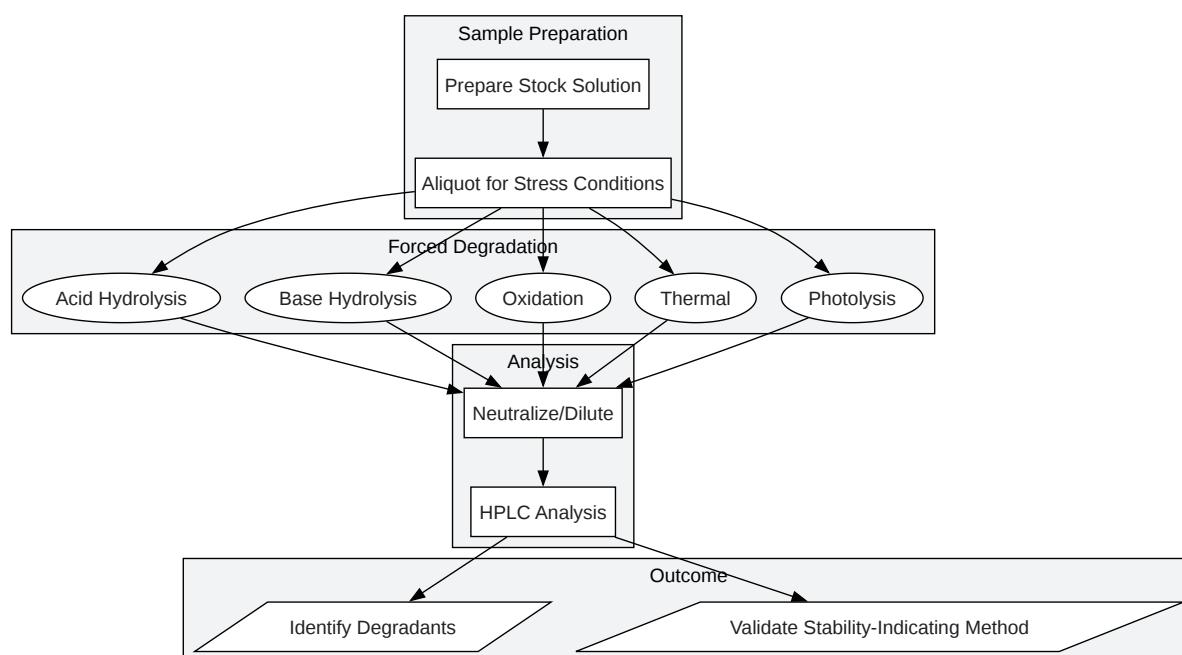 Sample Preparation
Prepare Stock Solution
Aliquot for Stress Conditions
Forced Degradation
Acid Hydrolysis
Base Hydrolysis
Oxidation
Thermal
Photolysis
Analysis
Neutralize/Dilute
HPLC Analysis
Outcome
Identify Degradants
Validate Stability-Indicating Method